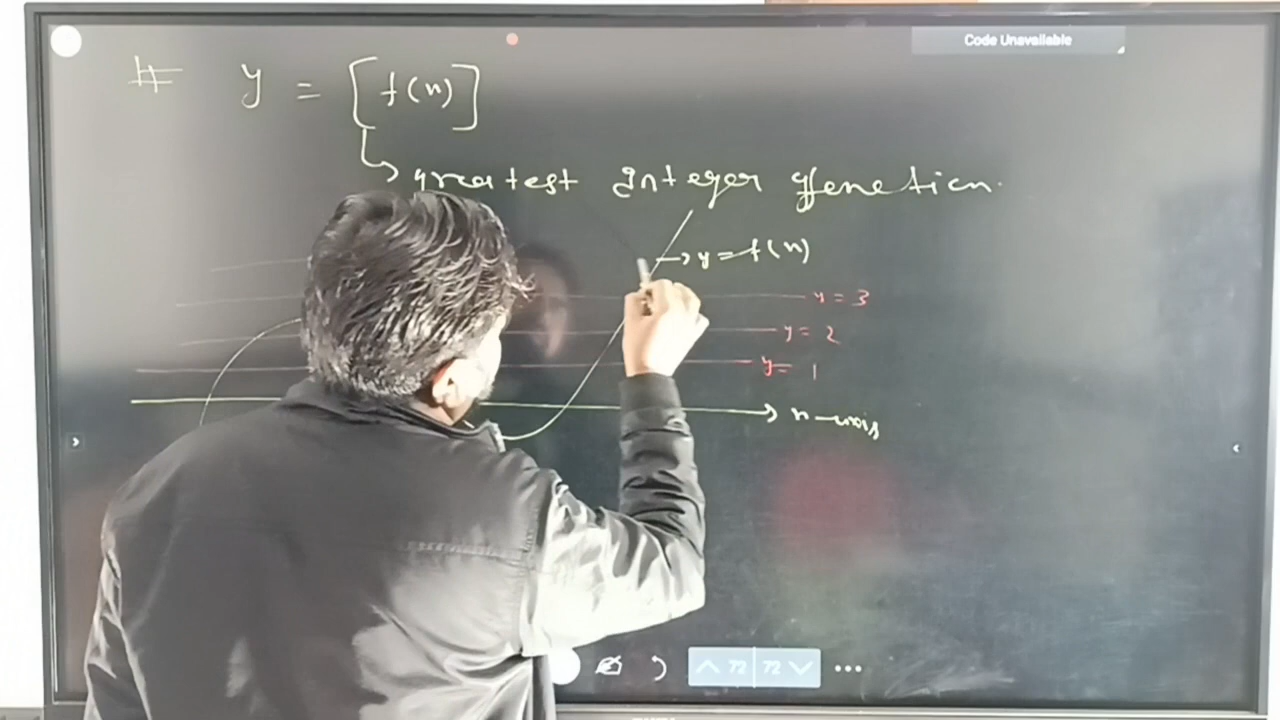 Code Unavailable
# y = [f(x)]
↳ greatest Integer function.
→ y = f(x)
y = 3
y = 2
y = 1
x-axis
72 72